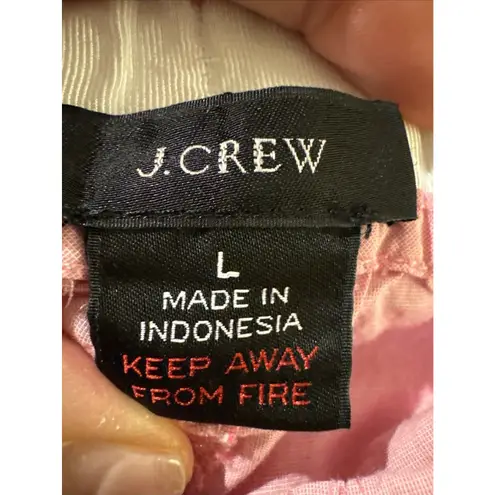 J.CREW
L
MADE IN
INDONESIA
KEEP AWAY
FROM FIRE